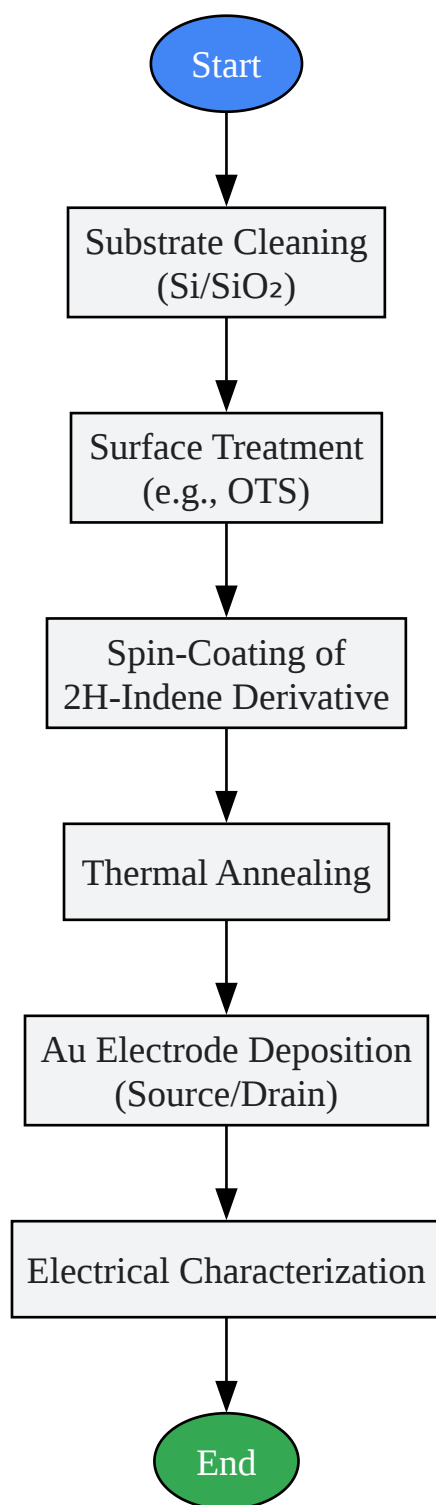 Start
Substrate Cleaning
(Si/SiO₂)
Surface Treatment
(e.g., OTS)
Spin-Coating of
2H-Indene Derivative
Thermal Annealing
Au Electrode Deposition
(Source/Drain)
Electrical Characterization
End